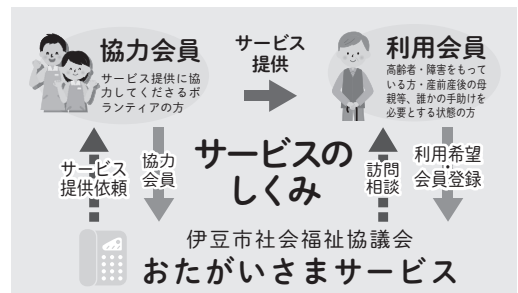 協力会員
サービス提供に協
力してくださるボ
ランティアの方
サービス
提供
利用会員
高齢者・障害をもって
いる方・産前産後の母
親等、誰かの手助けを
必要とする状態の方
サービス
提供依頼
協力
会員
サービスの
しくみ
訪問
相談
利用希望
・
会員登録
伊豆市社会福祉協議会
おたがいさまサービス